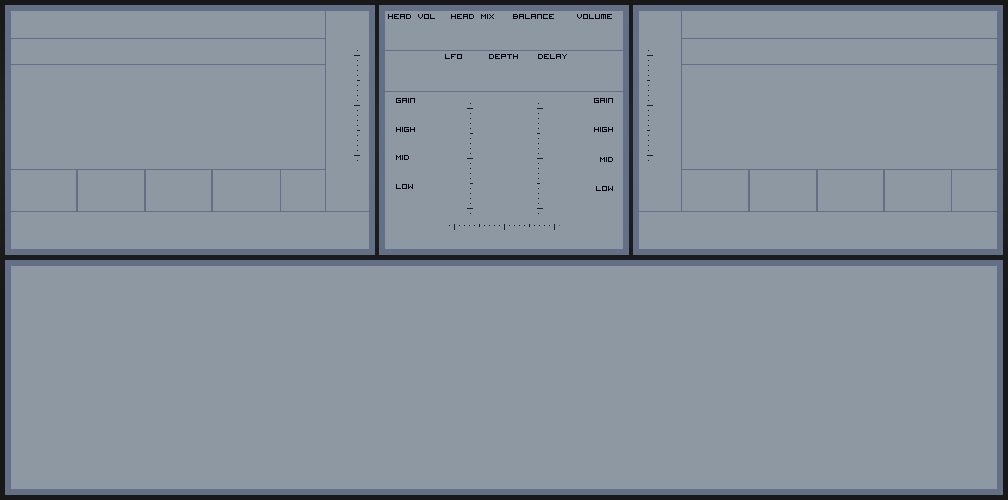 HEAD VOL HEAD MIX BALANCE VOLUME
LFO DEPTH DELAY
GAIN GAIN
HIGH HIGH
MID MID
LOW LOW